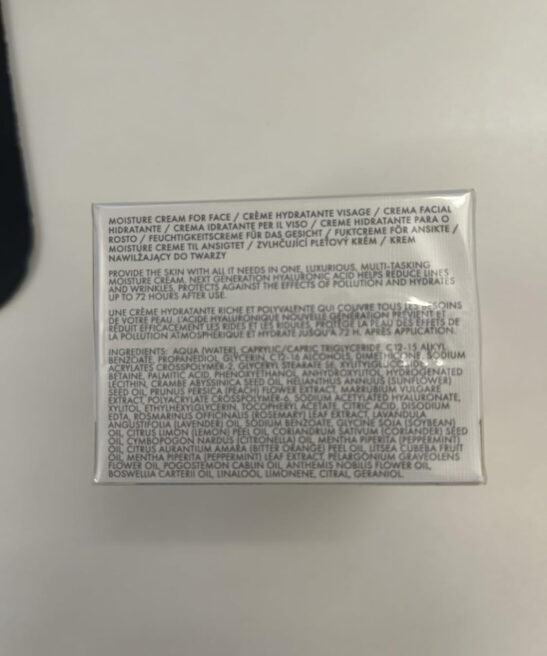 MOISTURE CREAM FOR FACE / CRÈME HYDRATANTE VISAGE / CREMA FACIAL
HIDRATANTE / CREMA IDRATANTE PER IL VISO / CREME HIDRATANTE PARA O
ROSTO / FEUCHTIGKEITSCREME FÜR DAS GESICHT / FUKTCREME FÖR ANSIKTE /
MOISTURE CREME TIL ANSIGTET / ZVLHČUJÍCÍ PLEŤOVÝ KRÉM / KREM
NAWILŻAJĄCY DO TWARZY
PROVIDE THE SKIN WITH ALL IT NEEDS IN ONE, LUXURIOUS, MULTI-TASKING
MOISTURE CREAM. NEXT GENERATION HYALURONIC ACID HELPS REDUCE LINES
AND WRINKLES, PROTECTS AGAINST THE EFFECTS OF POLLUTION AND HYDRATES
UP TO 72 HOURS AFTER USE.
UNE CRÈME HYDRATANTE RICHE ET POLYVALENTE QUI COUVRE TOUS LES BESOINS
DE VOTRE PEAU. L'ACIDE HYALURONIQUE NOUVELLE GÉNÉRATION PRÉVIENT ET
RÉDUIT EFFICACEMENT LES RIDES ET LES RIDULES, PROTÈGE LA PEAU DES EFFETS DE
LA POLLUTION ATMOSPHÉRIQUE ET HYDRATE JUSQU'À 72 H. APRÈS APPLICATION.
INGREDIENTS: AQUA (WATER), CAPRYLIC/CAPRIC TRIGLYCERIDE, C12-15 ALKYL
BENZOATE, PROPANEDIOL, GLYCERIN, C12-16 ALCOHOLS, DIMETHICONE, SODIUM
ACRYLATES CROSSPOLYMER-2, GLYCERYL STEARATE SE, XYLITYLGLUCOSIDE,
BETAINE, PALMITIC ACID, PHENOXYETHANOL, ANHYDROXYLITOL, HYDROGENATED
LECITHIN, CRAMBE ABYSSINICA SEED OIL, HELIANTHUS ANNUUS (SUNFLOWER)
SEED OIL, PRUNUS PERSICA (PEACH) FLOWER EXTRACT, MARRUBIUM VULGARE
EXTRACT, POLYACRYLATE CROSSPOLYMER-6, SODIUM ACETYLATED HYALURONATE,
XYLITOL, ETHYLHEXYLGLYCERIN, TOCOPHERYL ACETATE, CITRIC ACID, DISODIUM
EDTA, ROSMARINUS OFFICINALIS (ROSEMARY) LEAF EXTRACT, LAVANDULA
ANGUSTIFOLIA (LAVENDER) OIL, SODIUM BENZOATE, GLYCINE SOJA (SOYBEAN)
OIL, CITRUS LIMON (LEMON) PEEL OIL, CORIANDRUM SATIVUM (CORIANDER) SEED
OIL, CYMBOPOGON NARDUS (CITRONELLA) OIL, MENTHA PIPERITA (PEPPERMINT)
OIL, CITRUS AURANTIUM AMARA (BITTER ORANGE) PEEL OIL, LITSEA CUBEBA FRUIT
OIL, MENTHA PIPERITA (PEPPERMINT) LEAF EXTRACT, PELARGONIUM GRAVEOLENS
FLOWER OIL, POGOSTEMON CABLIN OIL, ANTHEMIS NOBILIS FLOWER OIL,
BOSWELLIA CARTERII OIL, LINALOOL, LIMONENE, CITRAL, GERANIOL.